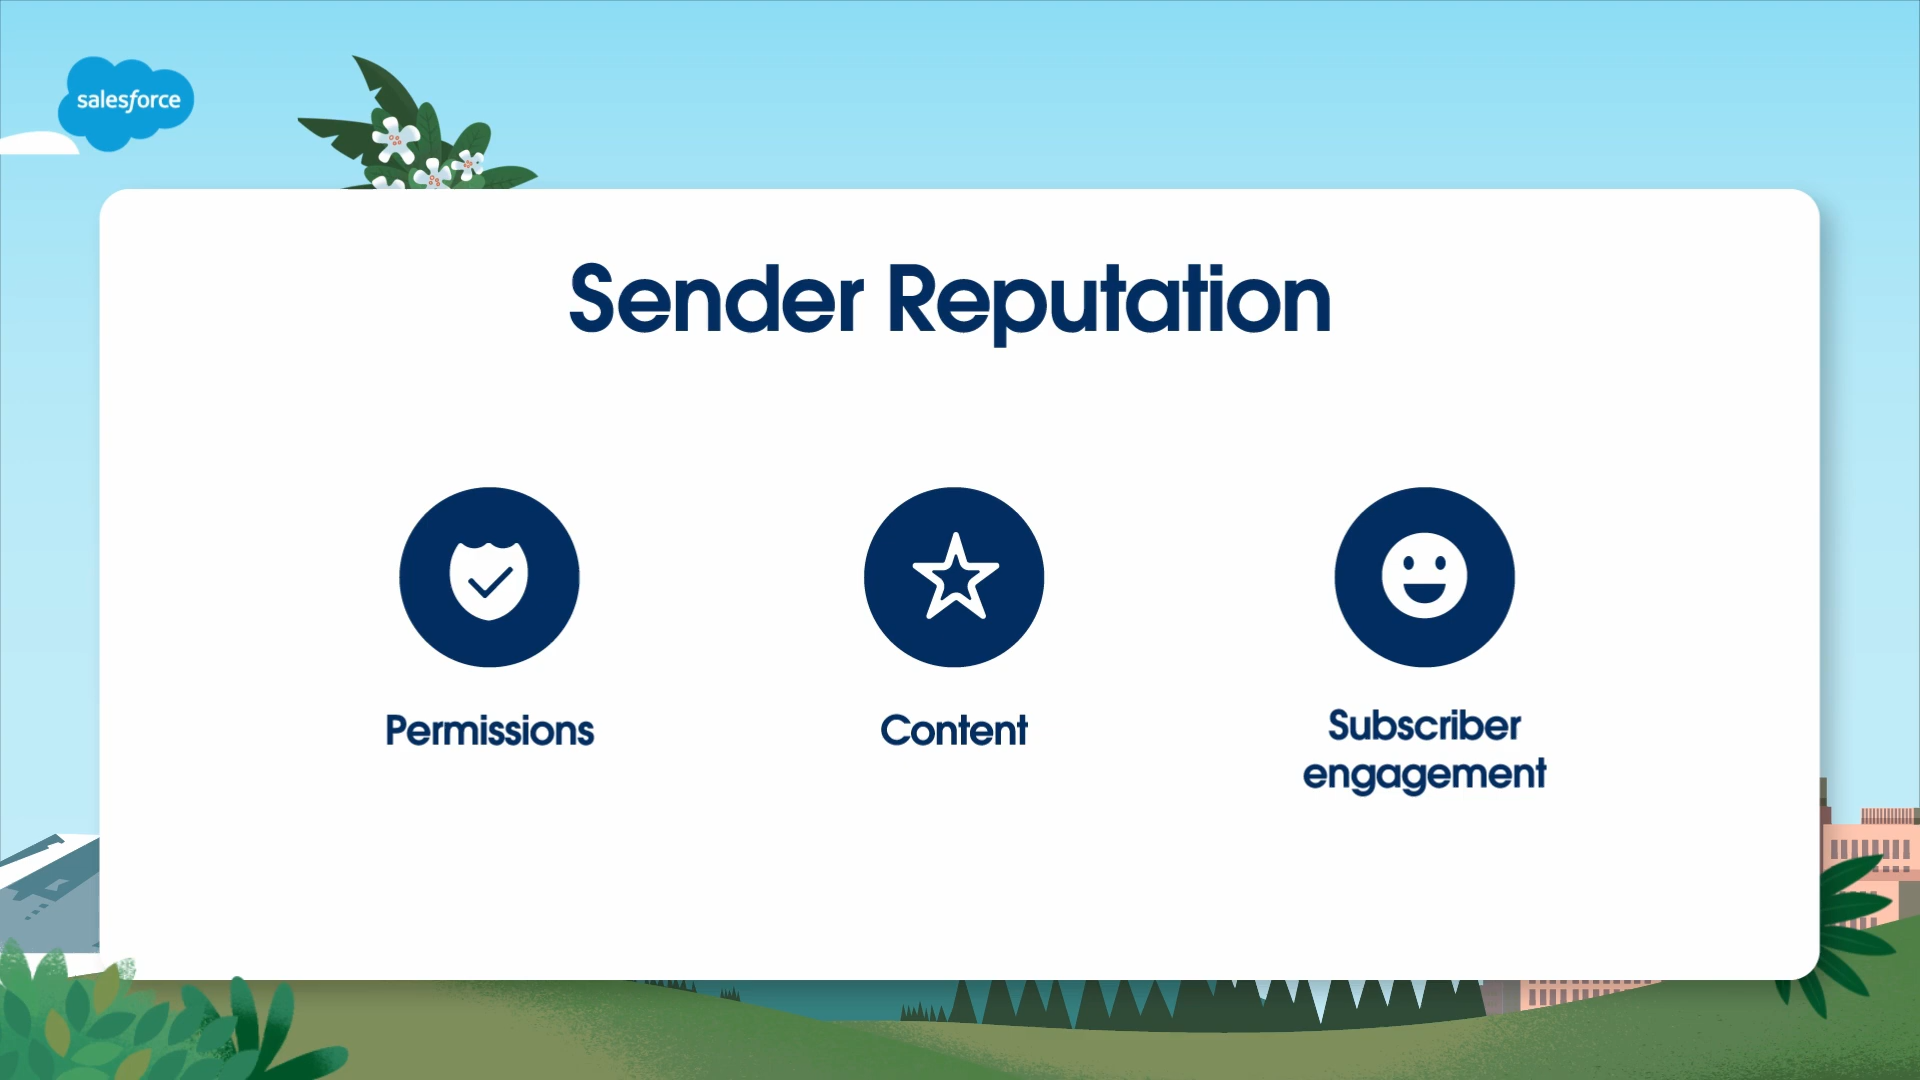 salesforce
Sender Reputation
Permissions
Content
Subscriber
engagement